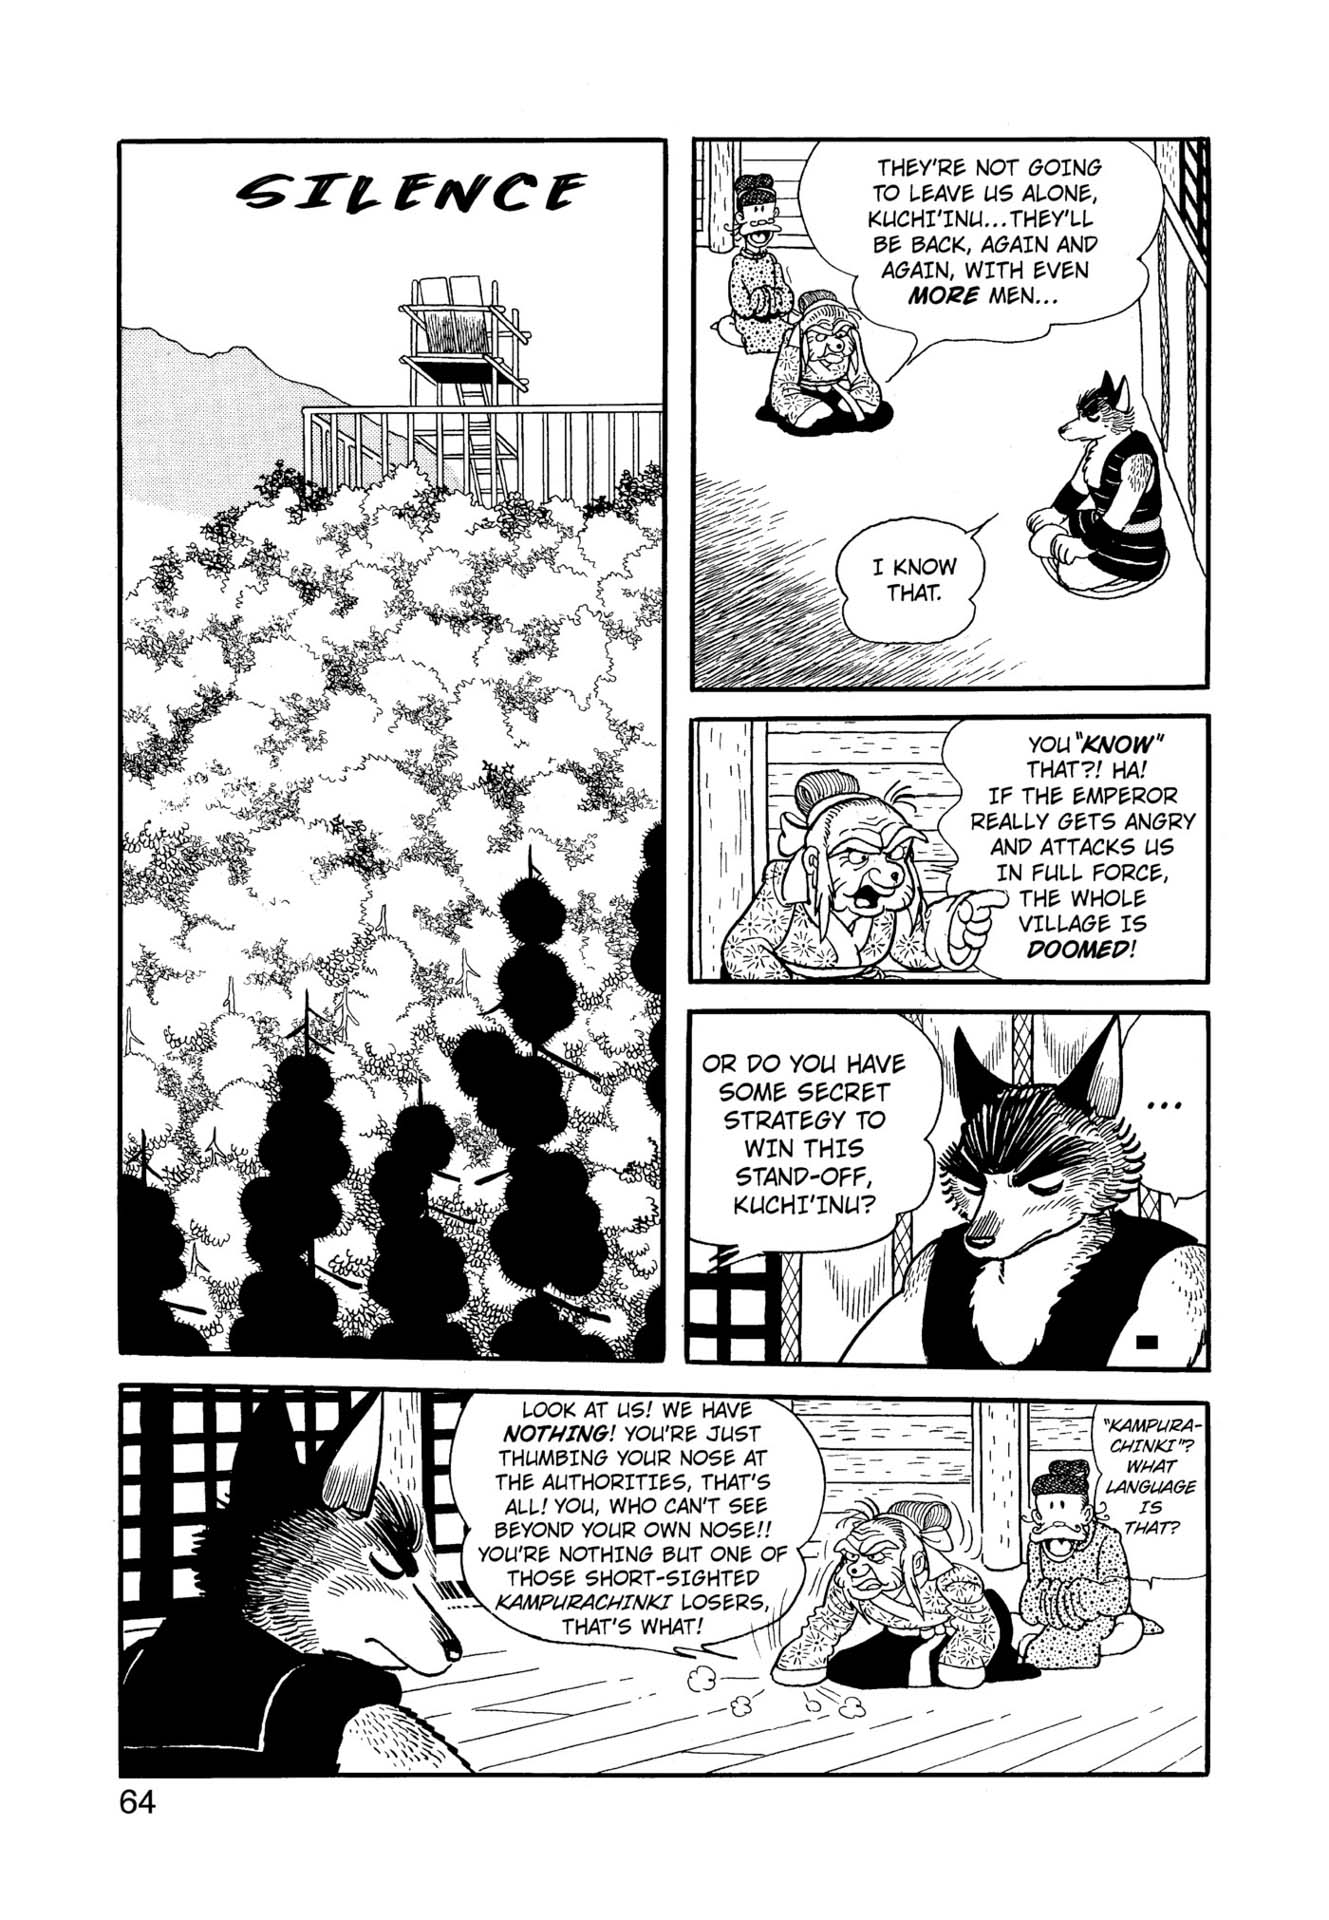 SILENCE
THEY'RE NOT GOING
TO LEAVE US ALONE,
KUCHI'INU...THEY'LL
BE BACK, AGAIN AND
AGAIN, WITH EVEN
MORE MEN...
I KNOW
THAT.
YOU "KNOW"
THAT?! HA!
IF THE EMPEROR
REALLY GETS ANGRY
AND ATTACKS US
IN FULL FORCE,
THE WHOLE
VILLAGE IS
DOOMED!
OR DO YOU HAVE
SOME SECRET
STRATEGY TO
WIN THIS
STAND-OFF,
KUCHI'INU?
...
LOOK AT US! WE HAVE
NOTHING! YOU'RE JUST
THUMBING YOUR NOSE AT
THE AUTHORITIES, THAT'S
ALL! YOU, WHO CAN'T SEE
BEYOND YOUR OWN NOSE!!
YOU'RE NOTHING BUT ONE OF
THOSE SHORT-SIGHTED
KAMPURACHINKI LOSERS,
THAT'S WHAT!
"KAMPURA-
CHINKI"?
WHAT
LANGUAGE
IS
THAT?
64